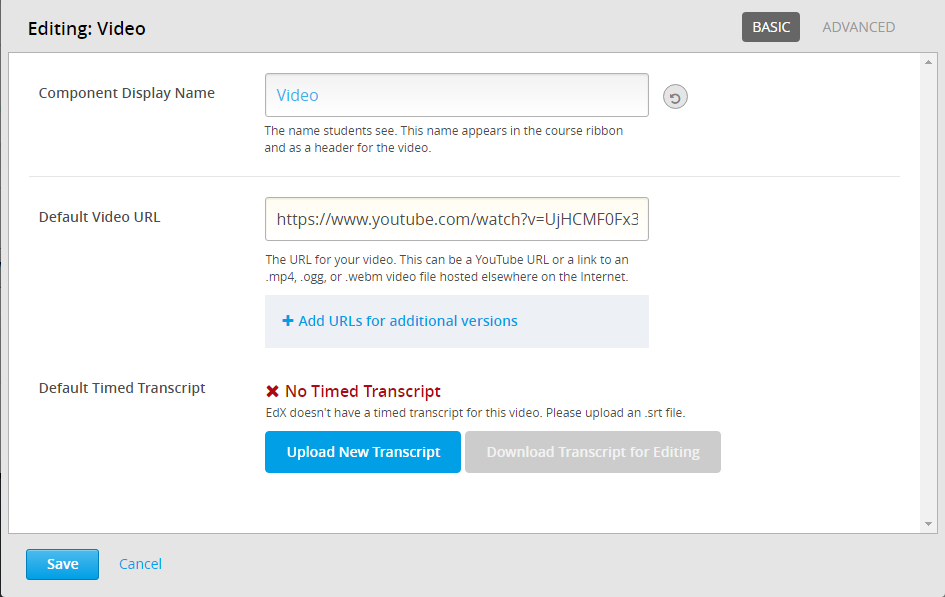 Editing: Video
BASIC
ADVANCED
Component Display Name
Video
The name students see. This name appears in the course ribbon
and as a header for the video.
Default Video URL
https://www.youtube.com/watch?v=UjHCMF0Fx3
The URL for your video. This can be a YouTube URL or a link to an
.mp4, .ogg, or .webm video file hosted elsewhere on the Internet.
+ Add URLs for additional versions
Default Timed Transcript
✖ No Timed Transcript
EdX doesn't have a timed transcript for this video. Please upload an .srt file.
Upload New Transcript
Download Transcript for Editing
Save
Cancel